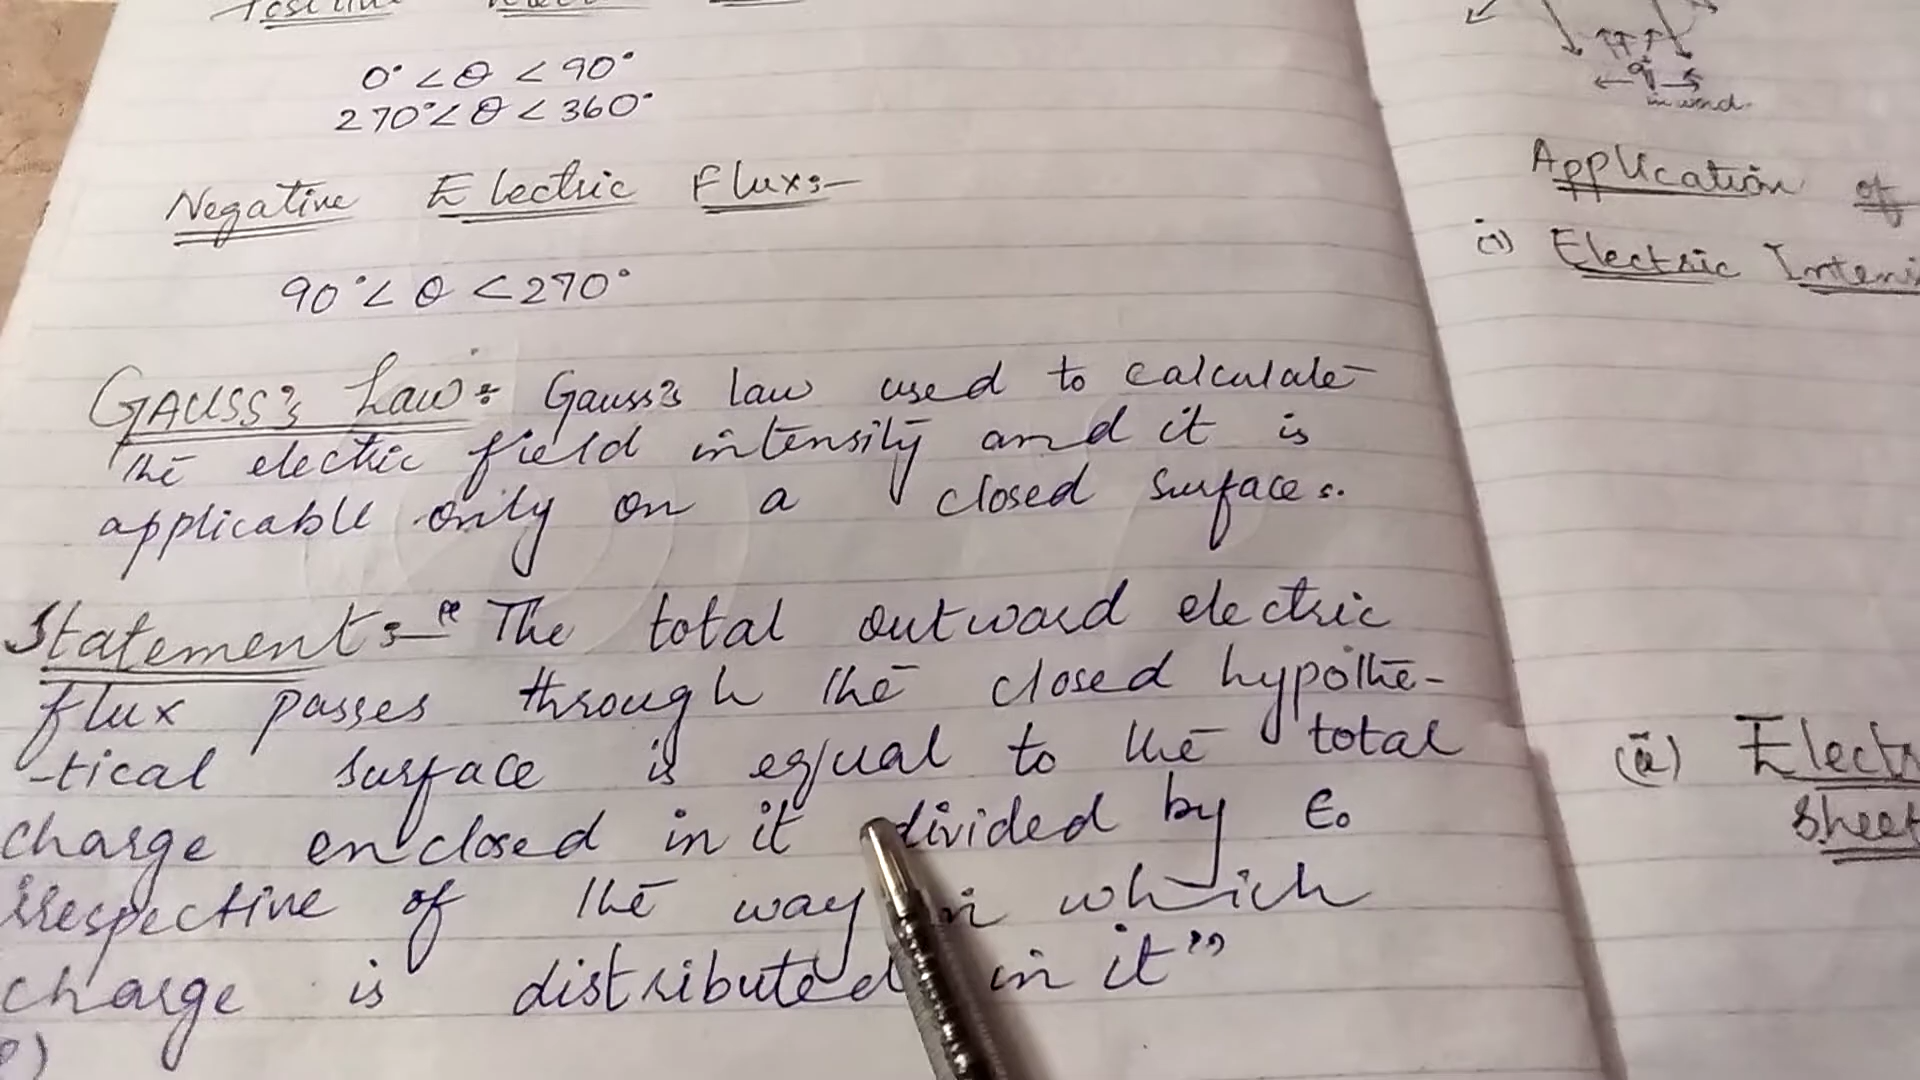 Positive
0° < θ < 90°
270° < θ < 360°
Negative Electric Flux:-
90° < θ < 270°
GAUSS's Law: Gauss's law used to calculate
the electric field intensity and it is
applicable only on a closed surface.
Statement:- "The total outward electric
flux passes through the closed hypothe-
-tical surface is equal to the total
charge enclosed in it divided by ε₀
irrespective of the way in which
charge is distributed in it"
q
inward
Application of
(i) Electric
(ii)
Sheet